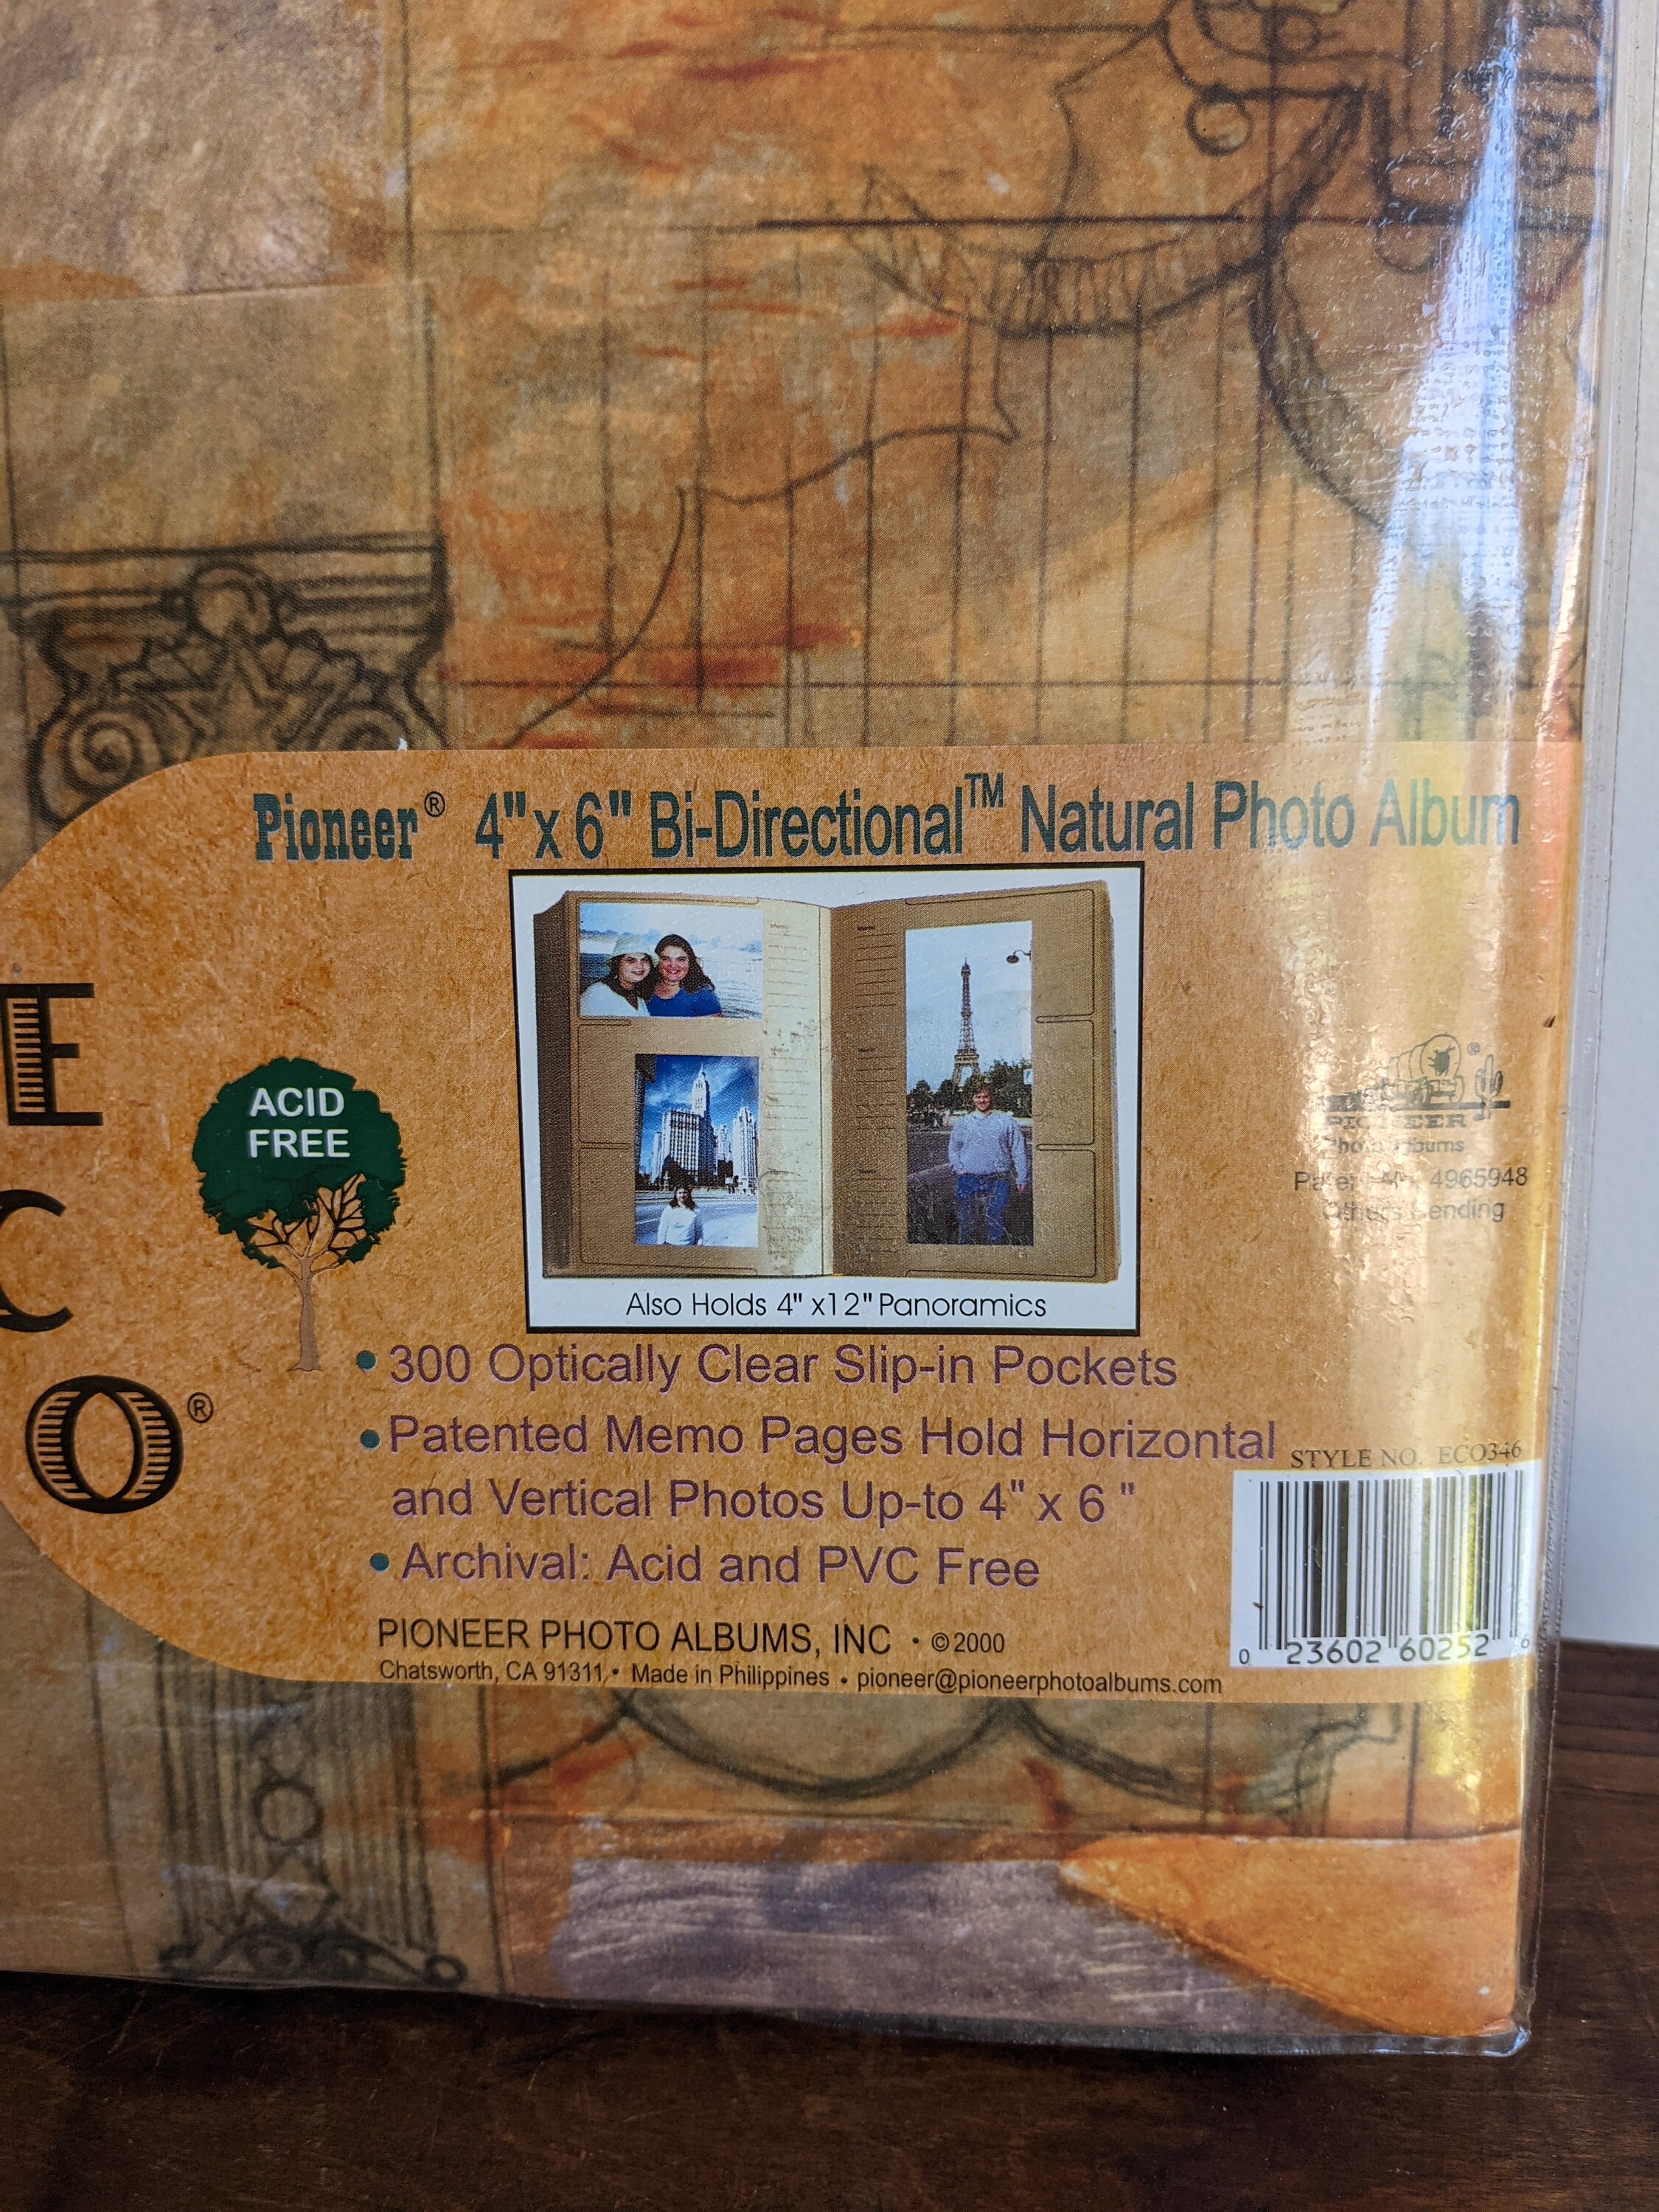 Pioneer® 4" x 6" Bi-Directional™ Natural Photo Album
E
C
O®
ACID
FREE
Memo
Also Holds 4" x12" Panoramics
PIONEER
Photo Albums
4965948
Others Pending
• 300 Optically Clear Slip-in Pockets
• Patented Memo Pages Hold Horizontal
and Vertical Photos Up-to 4" x 6 "
• Archival: Acid and PVC Free
STYLE NO. ECO346
0 23602 60252 6
PIONEER PHOTO ALBUMS, INC • ©2000
Chatsworth, CA 91311 • Made in Philippines • pioneer@pioneerphotoalbums.com